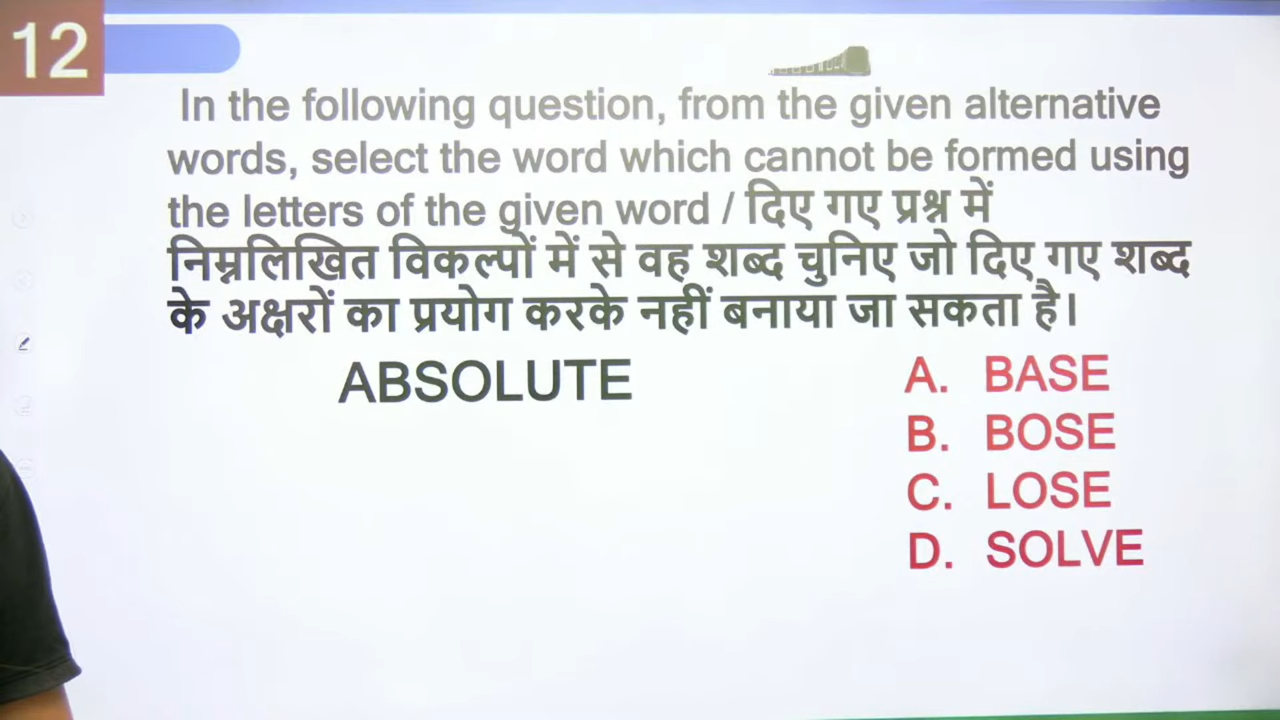 12
In the following question, from the given alternative
words, select the word which cannot be formed using
the letters of the given word / दिए गए प्रश्न में
निम्नलिखित विकल्पों में से वह शब्द चुनिए जो दिए गए शब्द
के अक्षरों का प्रयोग करके नहीं बनाया जा सकता है।
ABSOLUTE
A. BASE
B. BOSE
C. LOSE
D. SOLVE